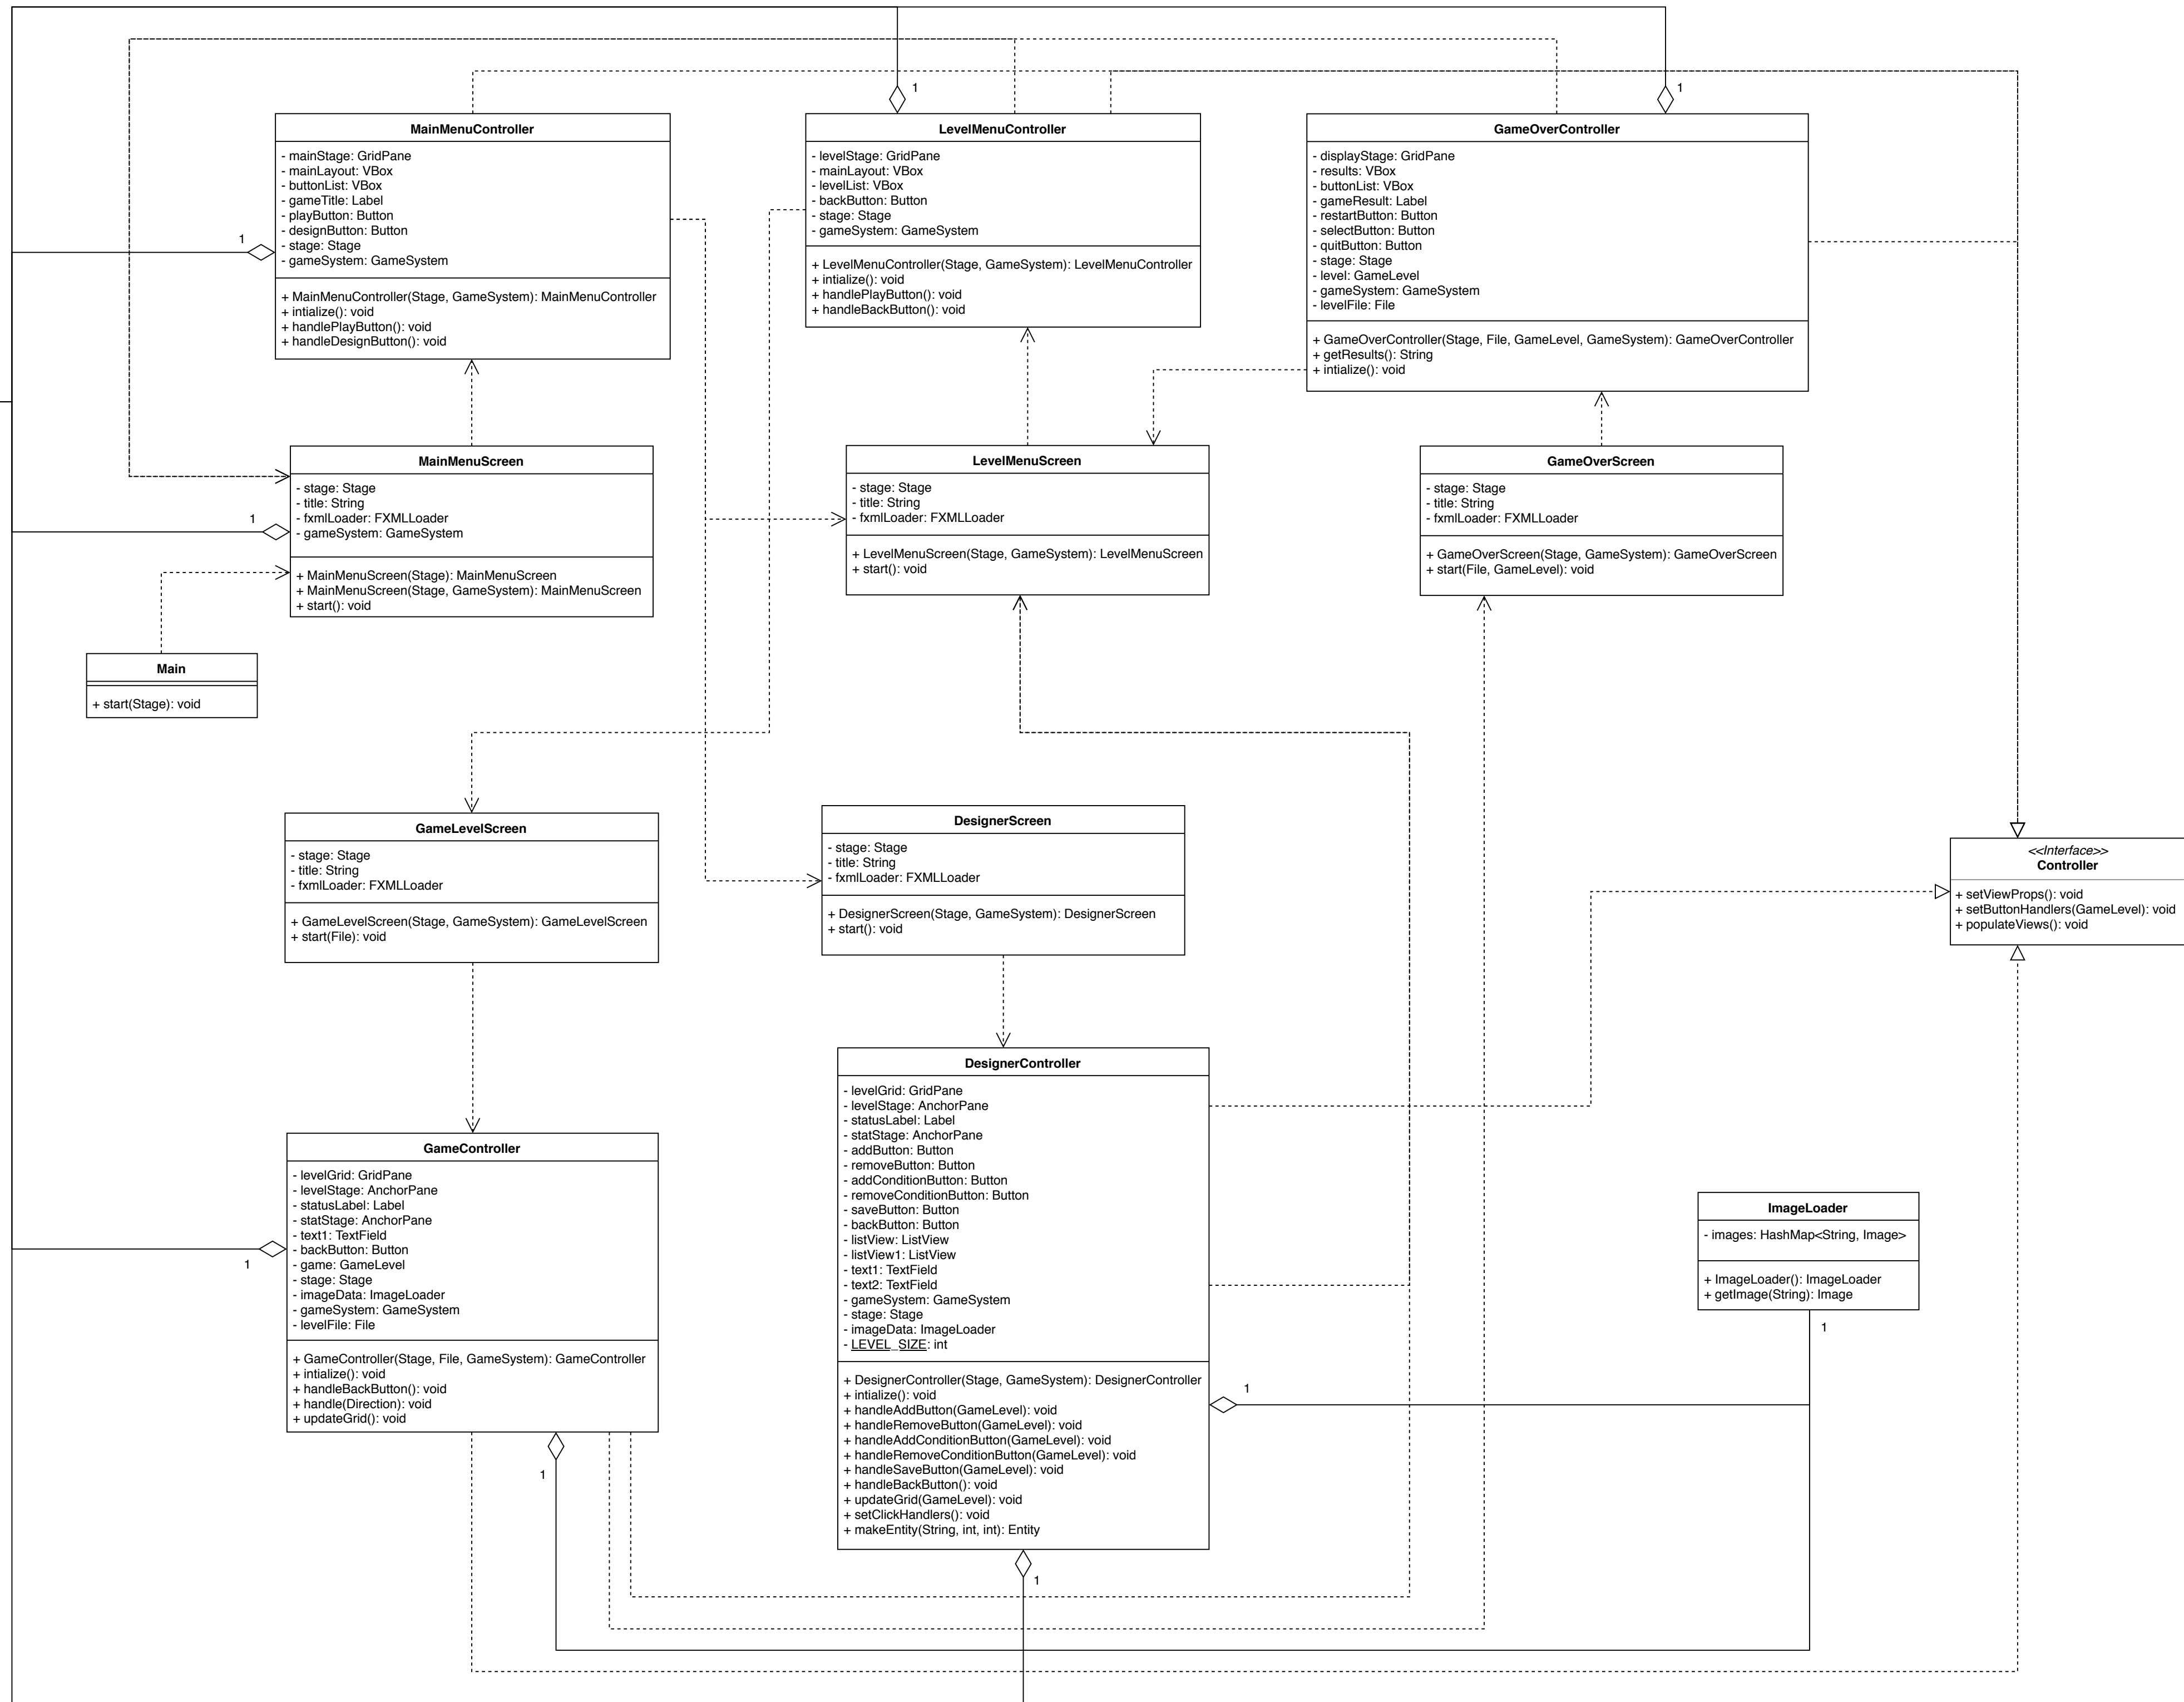 1
1
MainMenuController
- mainStage: GridPane
- mainLayout: VBox
- buttonList: VBox
- gameTitle: Label
- playButton: Button
- designButton: Button
- stage: Stage
- gameSystem: GameSystem
+ MainMenuController(Stage, GameSystem): MainMenuController
+ intialize(): void
+ handlePlayButton(): void
+ handleDesignButton(): void
1
LevelMenuController
- levelStage: GridPane
- mainLayout: VBox
- levelList: VBox
- backButton: Button
- stage: Stage
- gameSystem: GameSystem
+ LevelMenuController(Stage, GameSystem): LevelMenuController
+ intialize(): void
+ handlePlayButton(): void
+ handleBackButton(): void
GameOverController
- displayStage: GridPane
- results: VBox
- buttonList: VBox
- gameResult: Label
- restartButton: Button
- selectButton: Button
- quitButton: Button
- stage: Stage
- level: GameLevel
- gameSystem: GameSystem
- levelFile: File
+ GameOverController(Stage, File, GameLevel, GameSystem): GameOverController
+ getResults(): String
+ intialize(): void
MainMenuScreen
- stage: Stage
- title: String
- fxmlLoader: FXMLLoader
- gameSystem: GameSystem
+ MainMenuScreen(Stage): MainMenuScreen
+ MainMenuScreen(Stage, GameSystem): MainMenuScreen
+ start(): void
1
LevelMenuScreen
- stage: Stage
- title: String
- fxmlLoader: FXMLLoader
+ LevelMenuScreen(Stage, GameSystem): LevelMenuScreen
+ start(): void
GameOverScreen
- stage: Stage
- title: String
- fxmlLoader: FXMLLoader
+ GameOverScreen(Stage, GameSystem): GameOverScreen
+ start(File, GameLevel): void
Main
+ start(Stage): void
GameLevelScreen
- stage: Stage
- title: String
- fxmlLoader: FXMLLoader
+ GameLevelScreen(Stage, GameSystem): GameLevelScreen
+ start(File): void
DesignerScreen
- stage: Stage
- title: String
- fxmlLoader: FXMLLoader
+ DesignerScreen(Stage, GameSystem): DesignerScreen
+ start(): void
<<Interface>>
Controller
+ setViewProps(): void
+ setButtonHandlers(GameLevel): void
+ populateViews(): void
GameController
- levelGrid: GridPane
- levelStage: AnchorPane
- statusLabel: Label
- statStage: AnchorPane
- text1: TextField
- backButton: Button
- game: GameLevel
- stage: Stage
- imageData: ImageLoader
- gameSystem: GameSystem
- levelFile: File
+ GameController(Stage, File, GameSystem): GameController
+ intialize(): void
+ handleBackButton(): void
+ handle(Direction): void
+ updateGrid(): void
1
1
DesignerController
- levelGrid: GridPane
- levelStage: AnchorPane
- statusLabel: Label
- statStage: AnchorPane
- addButton: Button
- removeButton: Button
- addConditionButton: Button
- removeConditionButton: Button
- saveButton: Button
- backButton: Button
- listView: ListView
- listView1: ListView
- text1: TextField
- text2: TextField
- gameSystem: GameSystem
- stage: Stage
- imageData: ImageLoader
- LEVEL_SIZE: int
+ DesignerController(Stage, GameSystem): DesignerController
+ intialize(): void
+ handleAddButton(GameLevel): void
+ handleRemoveButton(GameLevel): void
+ handleAddConditionButton(GameLevel): void
+ handleRemoveConditionButton(GameLevel): void
+ handleSaveButton(GameLevel): void
+ handleBackButton(): void
+ updateGrid(GameLevel): void
+ setClickHandlers(): void
+ makeEntity(String, int, int): Entity
1
1
ImageLoader
- images: HashMap<String, Image>
+ ImageLoader(): ImageLoader
+ getImage(String): Image
1